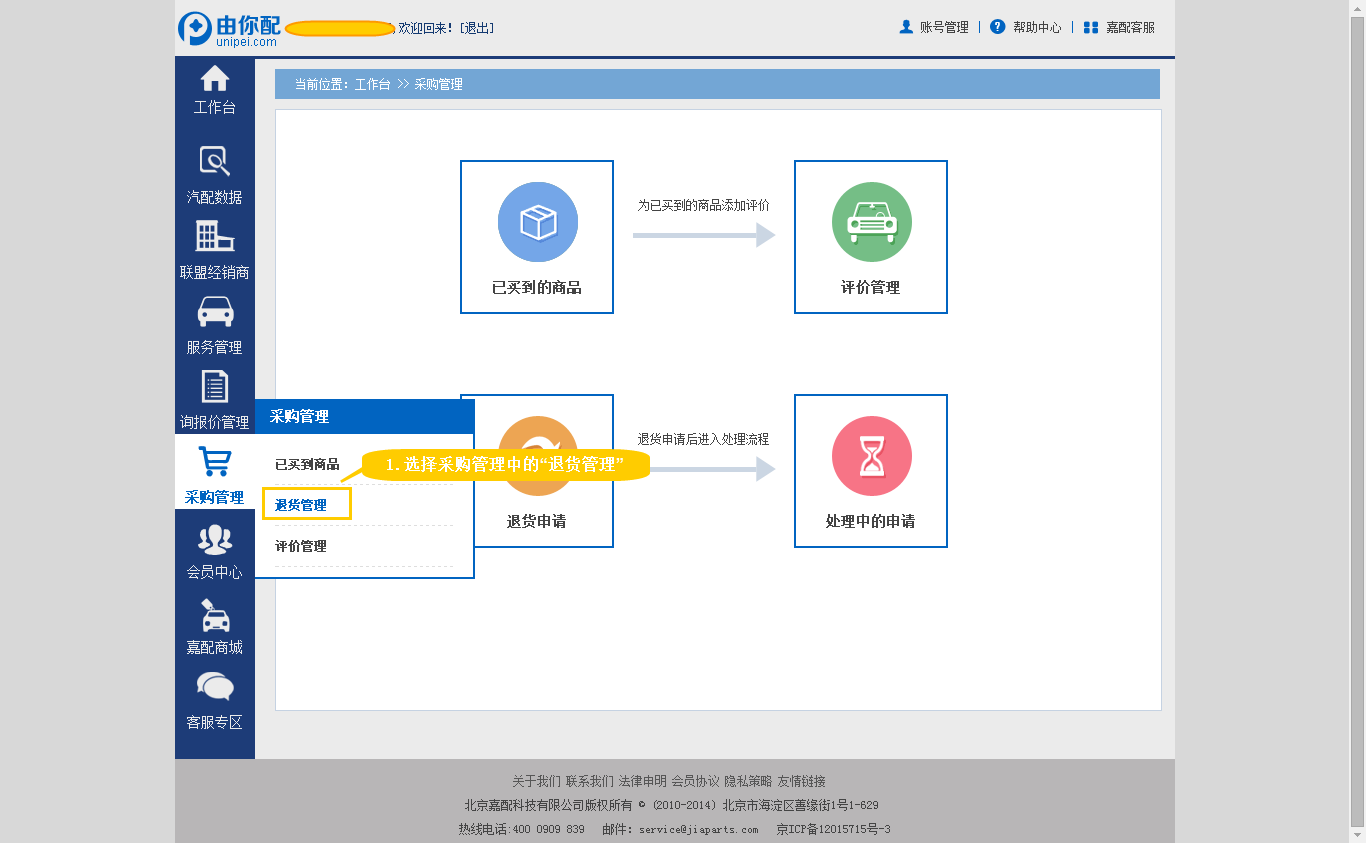 由你配
unipei.com
, 欢迎回来! [退出]
账号管理 | 帮助中心 | 嘉配客服
当前位置: 工作台 >> 采购管理
工作台
汽配数据
联盟经销商
服务管理
询报价管理
采购管理
会员中心
嘉配商城
客服专区
已买到的商品
为已买到的商品添加评价
评价管理
采购管理
已买到商品
1.选择采购管理中的“退货管理”
退货管理
评价管理
退货申请
退货申请后进入处理流程
处理中的申请
关于我们 联系我们 法律申明 会员协议 隐私策略 友情链接
北京嘉配科技有限公司版权所有 © (2010-2014) 北京市海淀区善缘街1号1-629
热线电话:400 0909 839 邮件: service@jiaparts.com 京ICP备12015715号-3